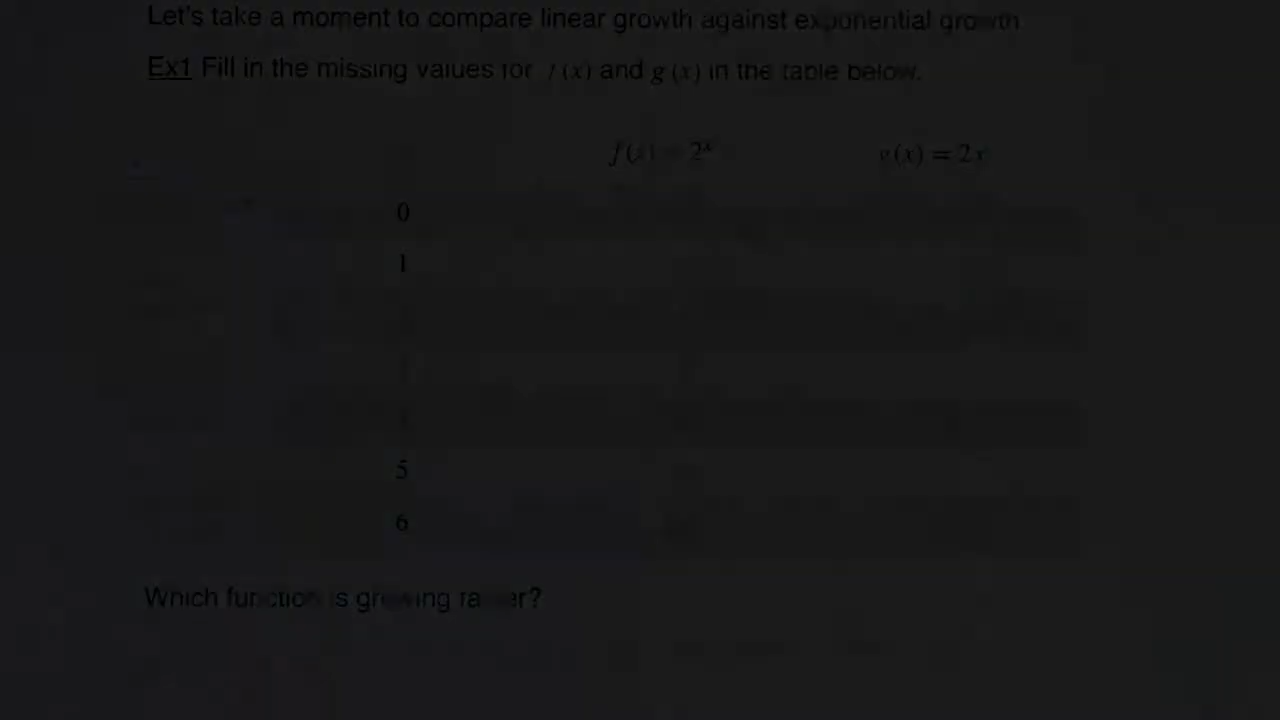 Let's take a moment to compare linear growth against exponential growth
Ex1 Fill in the missing values for f(x) and g(x) in the table below.
f(x) = 2ˣ g(x) = 2x
0
1
5
6
Which function is growing faster?